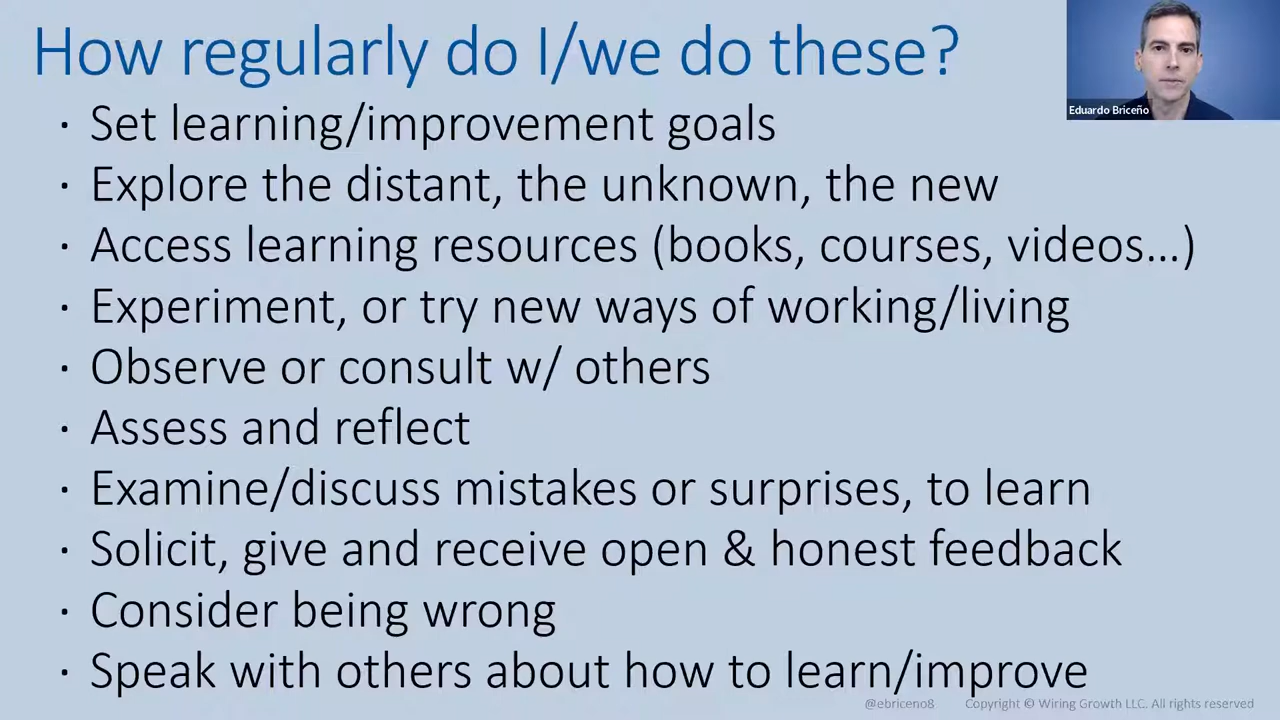 How regularly do I/we do these?
Eduardo Briceño
· Set learning/improvement goals
· Explore the distant, the unknown, the new
· Access learning resources (books, courses, videos...)
· Experiment, or try new ways of working/living
· Observe or consult w/ others
· Assess and reflect
· Examine/discuss mistakes or surprises, to learn
· Solicit, give and receive open & honest feedback
· Consider being wrong
· Speak with others about how to learn/improve
@ebriceno8 Copyright © Wiring Growth LLC. All rights reserved